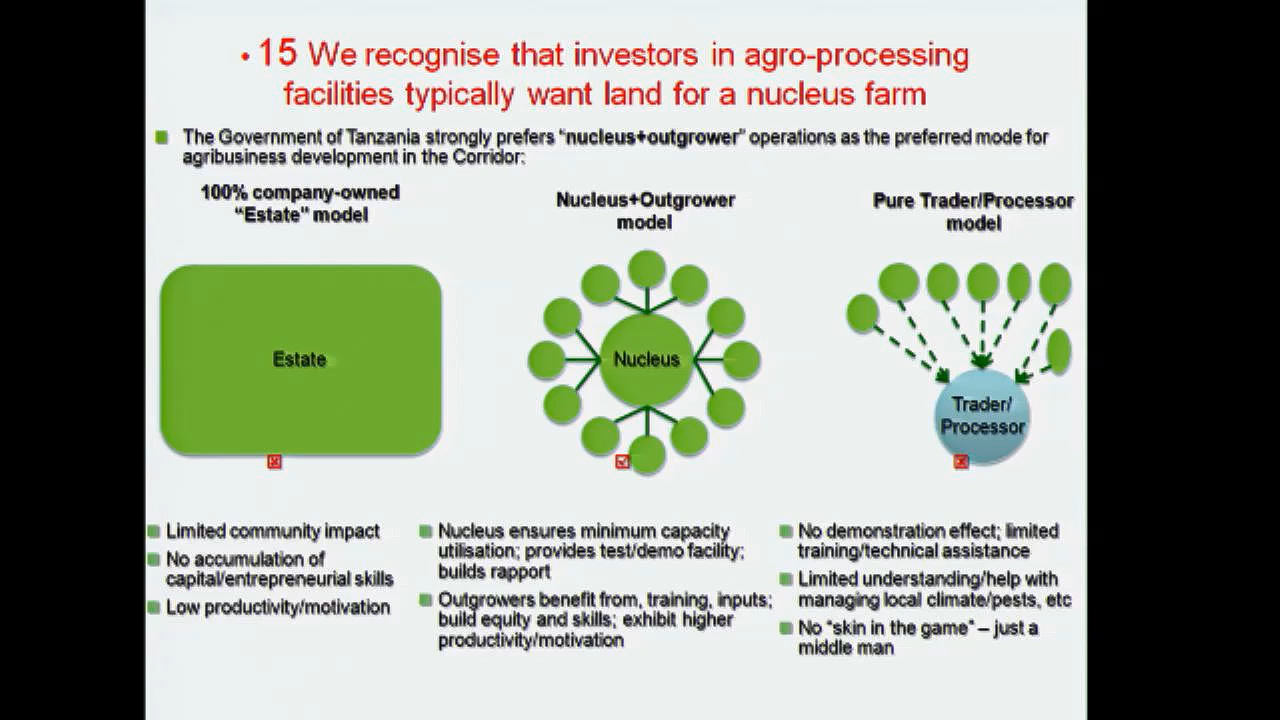 • 15 We recognise that investors in agro-processing
facilities typically want land for a nucleus farm
The Government of Tanzania strongly prefers "nucleus+outgrower" operations as the preferred mode for
agribusiness development in the Corridor:
100% company-owned
"Estate" model
Estate
Limited community impact
No accumulation of
capital/entrepreneurial skills
Low productivity/motivation
Nucleus+Outgrower
model
Nucleus
Nucleus ensures minimum capacity
utilisation; provides test/demo facility;
builds rapport
Outgrowers benefit from, training, inputs;
build equity and skills; exhibit higher
productivity/motivation
Pure Trader/Processor
model
Trader/
Processor
No demonstration effect; limited
training/technical assistance
Limited understanding/help with
managing local climate/pests, etc
No "skin in the game" – just a
middle man